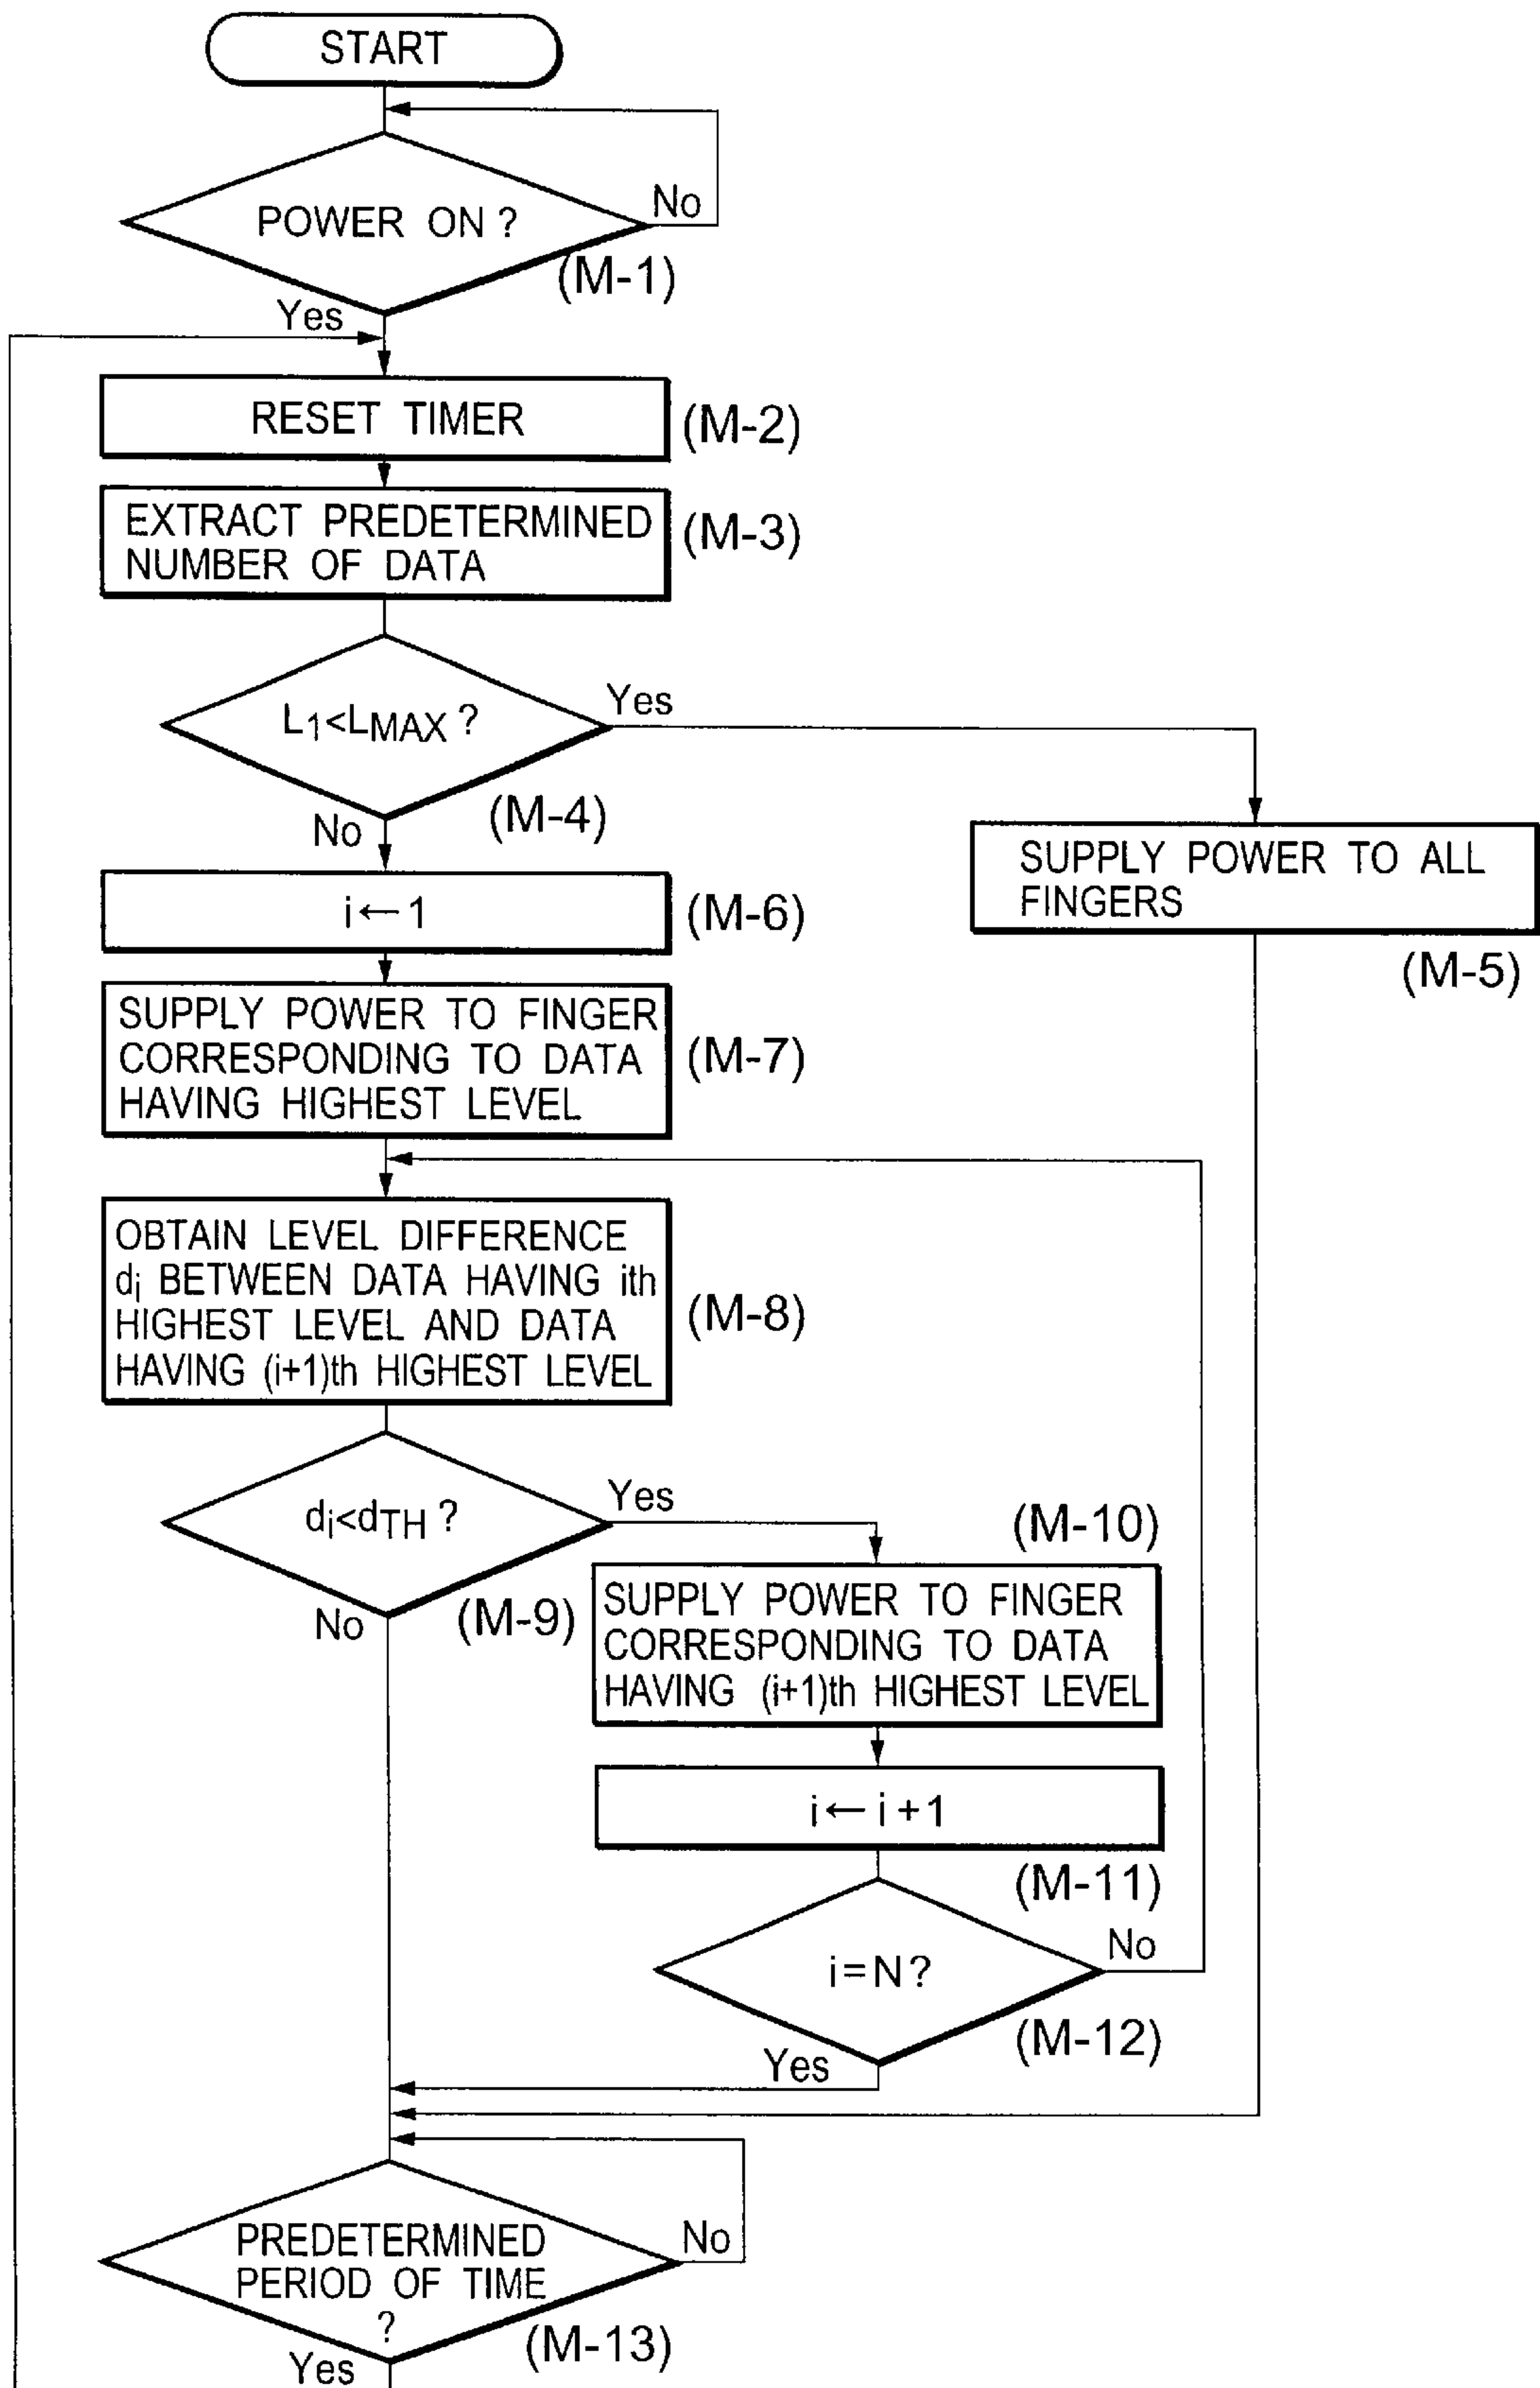 START
No
POWER ON ?
(M-1)
Yes
RESET TIMER
(M-2)
EXTRACT PREDETERMINED
NUMBER OF DATA
(M-3)
Yes
L1<LMAX ?
(M-4)
No
SUPPLY POWER TO ALL
FINGERS
(M-5)
i ← 1
(M-6)
SUPPLY POWER TO FINGER
CORRESPONDING TO DATA
HAVING HIGHEST LEVEL
(M-7)
OBTAIN LEVEL DIFFERENCE
di BETWEEN DATA HAVING ith
HIGHEST LEVEL AND DATA
HAVING (i+1)th HIGHEST LEVEL
(M-8)
Yes
di<dTH ?
(M-9)
No
(M-10)
SUPPLY POWER TO FINGER
CORRESPONDING TO DATA
HAVING (i+1)th HIGHEST LEVEL
i ← i +1
(M-11)
No
i=N ?
(M-12)
Yes
No
PREDETERMINED
PERIOD OF TIME
?
(M-13)
Yes